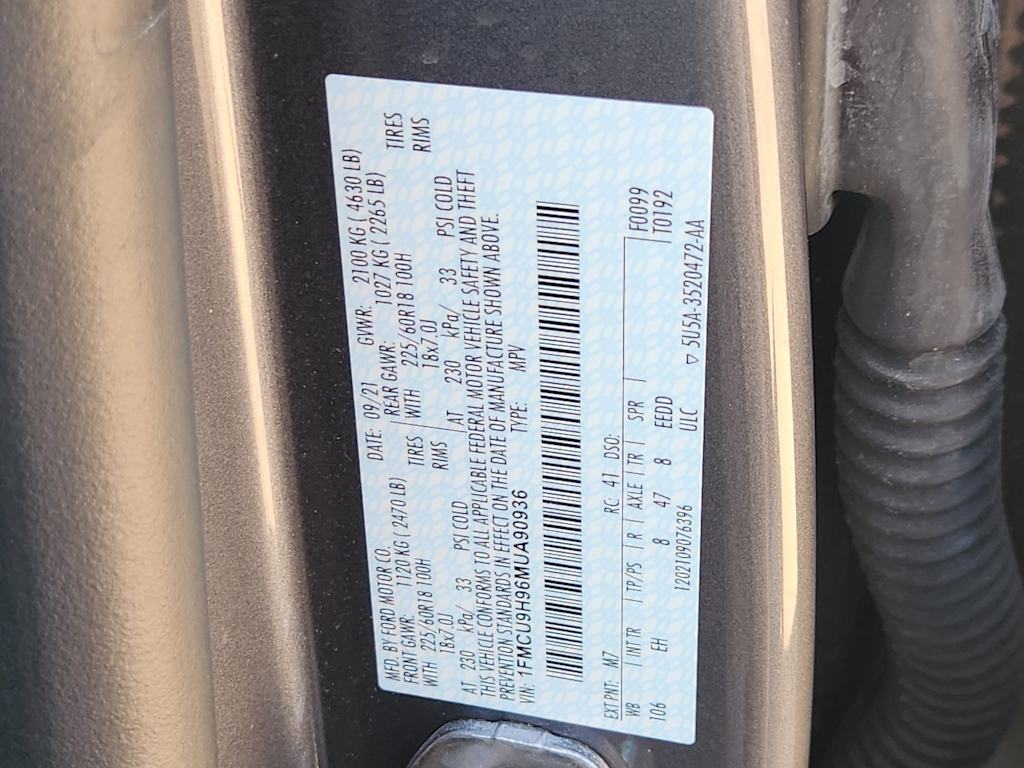 MFD. BY FORD MOTOR CO. DATE: 09/21 GVWR: 2100 KG ( 4630 LB)
FRONT GAWR: 1120 KG ( 2470 LB) REAR GAWR: 1027 KG ( 2265 LB)
WITH 225/60R18 100H TIRES WITH 225/60R18 100H TIRES
18x7.0J RIMS 18x7.0J RIMS
AT 230 kPa/ 33 PSI COLD AT 230 kPa/ 33 PSI COLD
THIS VEHICLE CONFORMS TO ALL APPLICABLE FEDERAL MOTOR VEHICLE SAFETY AND THEFT
PREVENTION STANDARDS IN EFFECT ON THE DATE OF MANUFACTURE SHOWN ABOVE.
VIN: 1FMCU9H96MUA90936 TYPE: MPV
EXT PNT: M7 RC: 41 DSO: F0099
WB INTR TP/PS R AXLE TR SPR T0192
106 EH 8 47 8 EEDD
1202109076396 ULC ▽ 5U5A-3520472-AA